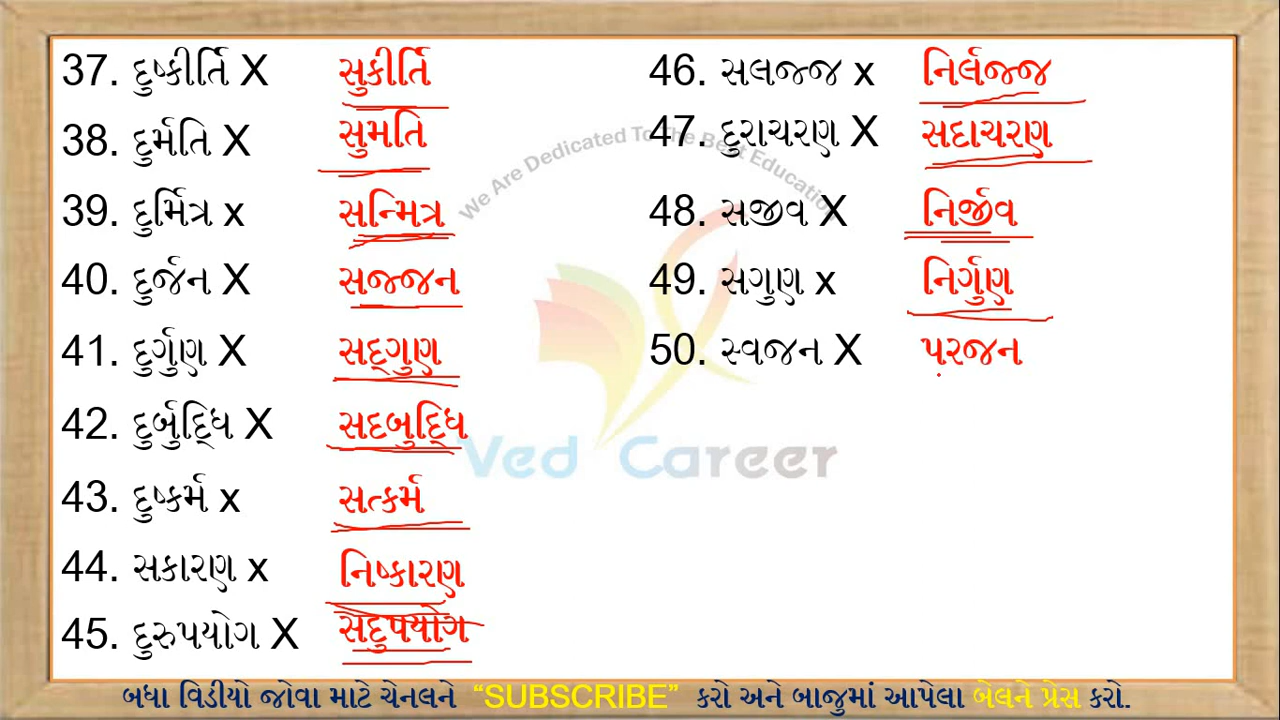 37. દુષ્કીર્તિ X સુકીર્તિ
38. દુર્મતિ X સુમતિ
39. દુર્મિત્ર x સન્મિત્ર
40. દુર્જન X સજ્જન
41. દુર્ગુણ X સદ્‌ગુણ
42. દુર્બુદ્‌ધિ X સદબુદ્‌ધિ
43. દુષ્કર્મ x સત્કર્મ
44. સકારણ x નિષ્કારણ
45. દુરુપયોગ X સદુપયોગ
46. સલજ્જ x નિર્લજ્જ
47. દુરાચરણ X સદાચરણ
48. સજીવ X નિર્જીવ
49. સગુણ x નિર્ગુણ
50. સ્વજન X પરજન
We Are Dedicated To The Best Education
Ved Career
બધા વિડીયો જોવા માટે ચેનલને “SUBSCRIBE” કરો અને બાજુમાં આપેલા બેલને પ્રેસ કરો.